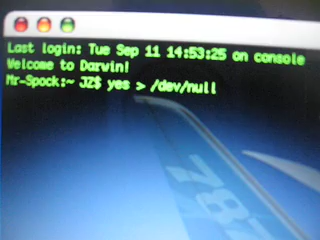 Last login: Tue Sep 11 14:53:25 on console
Welcome to Darwin!
Mr-Spock:~ JZ$ yes > /dev/null
787